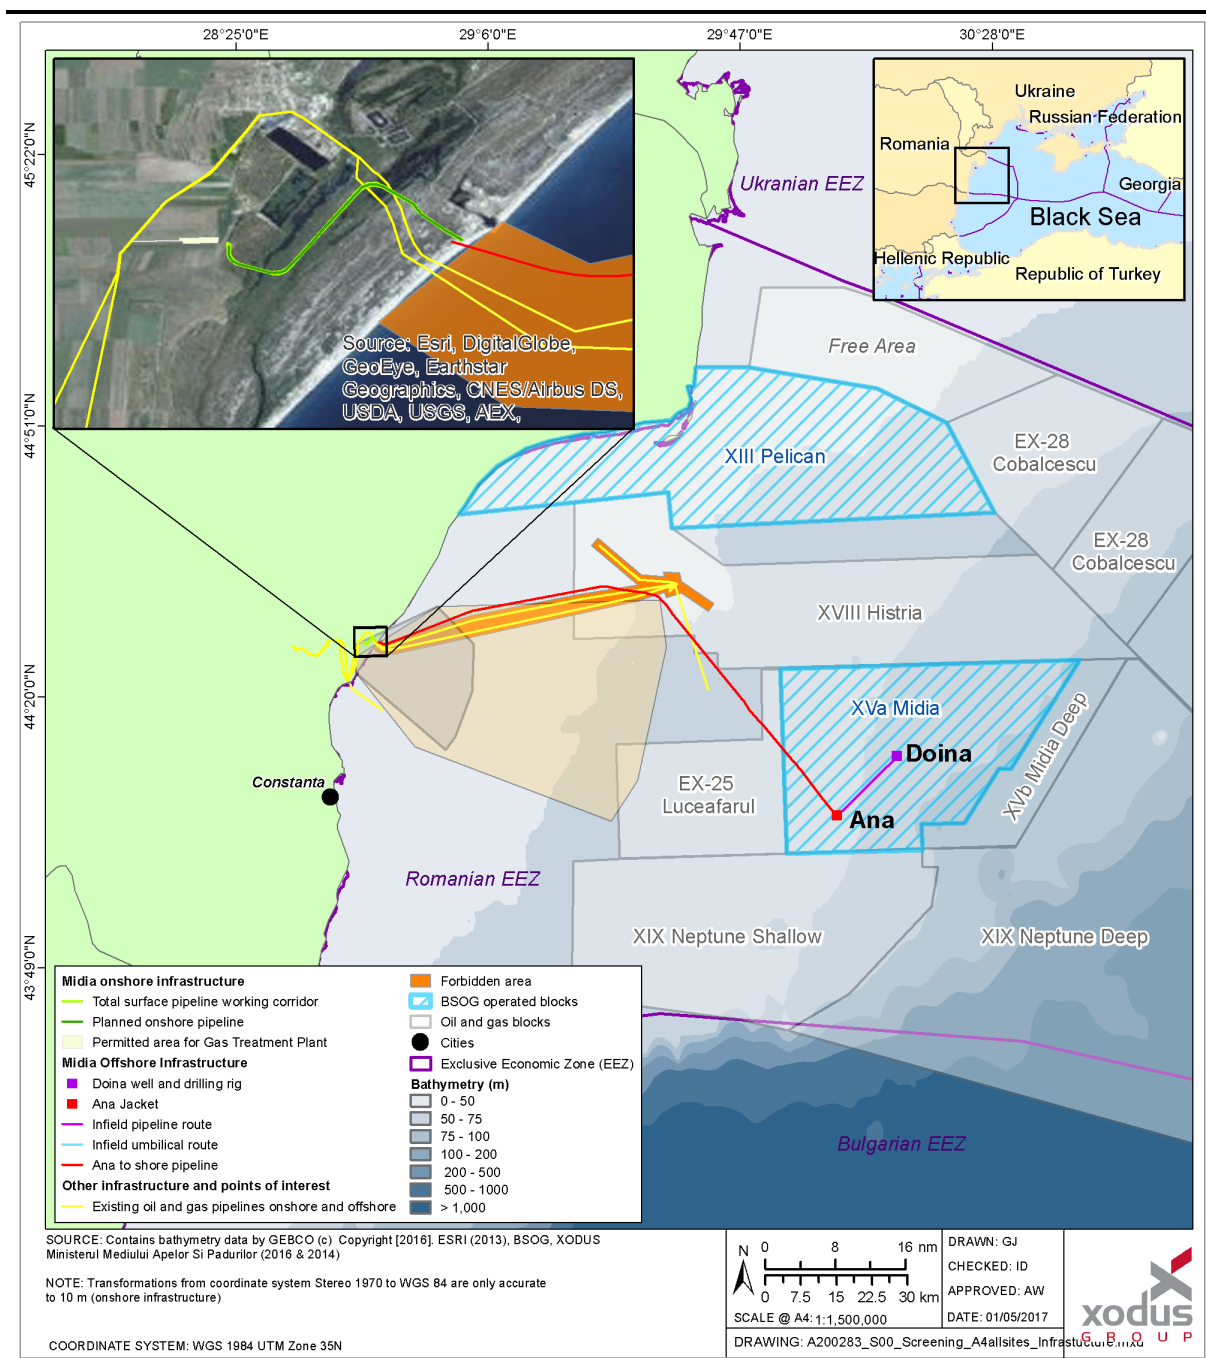 28°25'0"E
29°6'0"E
29°47'0"E
30°28'0"E
45°22'0"N
44°51'0"N
44°20'0"N
43°49'0"N
Source: Esri, DigitalGlobe,
GeoEye, Earthstar
Geographics, CNES/Airbus DS,
USDA, USGS, AEX,
Ukraine
Russian Federation
Romania
Georgia
Black Sea
Hellenic Republic
Republic of Turkey
Ukranian EEZ
Free Area
XIII Pelican
EX-28
Cobalcescu
EX-28
Cobalcescu
XVIII Histria
XVa Midia
Doina
XVb Midia Deep
Ana
EX-25
Luceafarul
Constanta
Romanian EEZ
XIX Neptune Shallow
XIX Neptune Deep
Bulgarian EEZ
Midia onshore infrastructure
Total surface pipeline working corridor
Planned onshore pipeline
Permitted area for Gas Treatment Plant
Midia Offshore Infrastructure
Doina well and drilling rig
Ana Jacket
Infield pipeline route
Infield umbilical route
Ana to shore pipeline
Other infrastructure and points of interest
Existing oil and gas pipelines onshore and offshore
Forbidden area
BSOG operated blocks
Oil and gas blocks
Cities
Exclusive Economic Zone (EEZ)
Bathymetry (m)
0 - 50
50 - 75
75 - 100
100 - 200
200 - 500
500 - 1000
> 1,000
SOURCE: Contains bathymetry data by GEBCO (c) Copyright [2016]. ESRI (2013), BSOG, XODUS
Ministerul Mediului Apelor Si Padurilor (2016 & 2014)
NOTE: Transformations from coordinate system Stereo 1970 to WGS 84 are only accurate
to 10 m (onshore infrastructure)
COORDINATE SYSTEM: WGS 1984 UTM Zone 35N
N
0 8 16 nm
0 7.5 15 22.5 30 km
SCALE @ A4: 1:1,500,000
DRAWN: GJ
CHECKED: ID
APPROVED: AW
DATE: 01/05/2017
DRAWING: A200283_S00_Screening_A4allsites_Infrastucture.mxd
xodus
GROUP